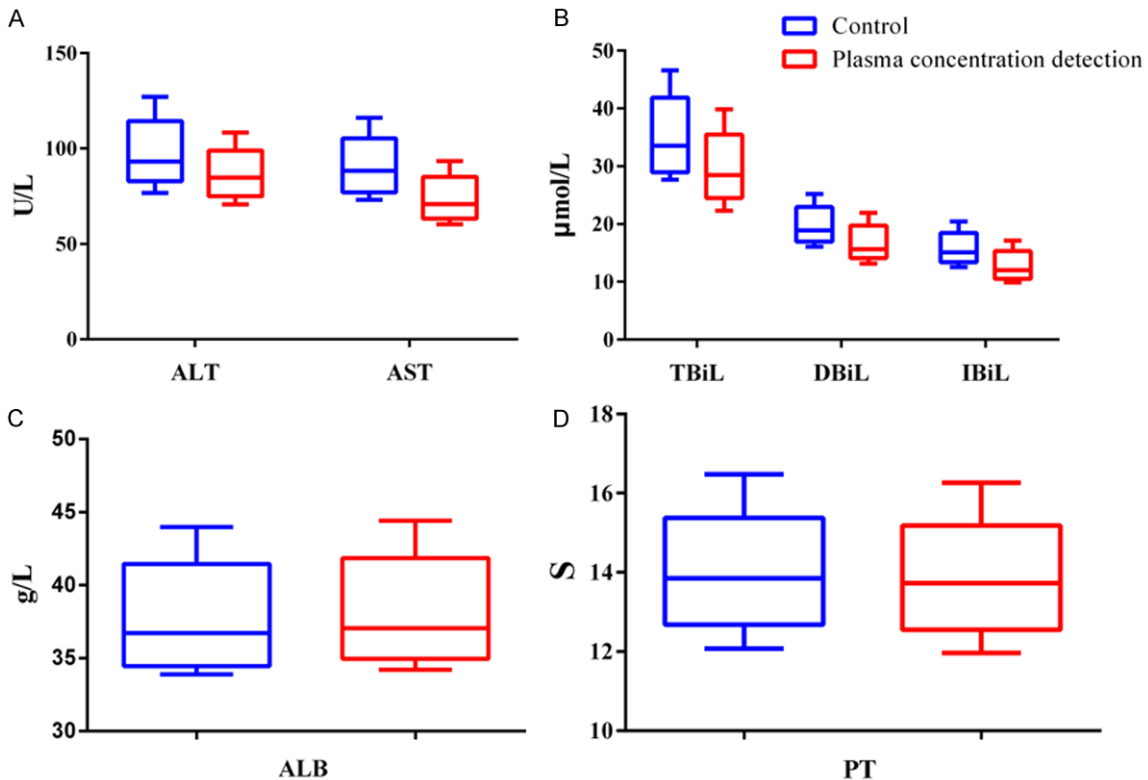 A
150
100
50
0
U/L
ALT AST
B
Control
Plasma concentration detection
50
40
30
20
10
0
μmol/L
TBiL DBiL IBiL
C
50
45
40
35
30
g/L
ALB
D
18
16
14
12
10
S
PT